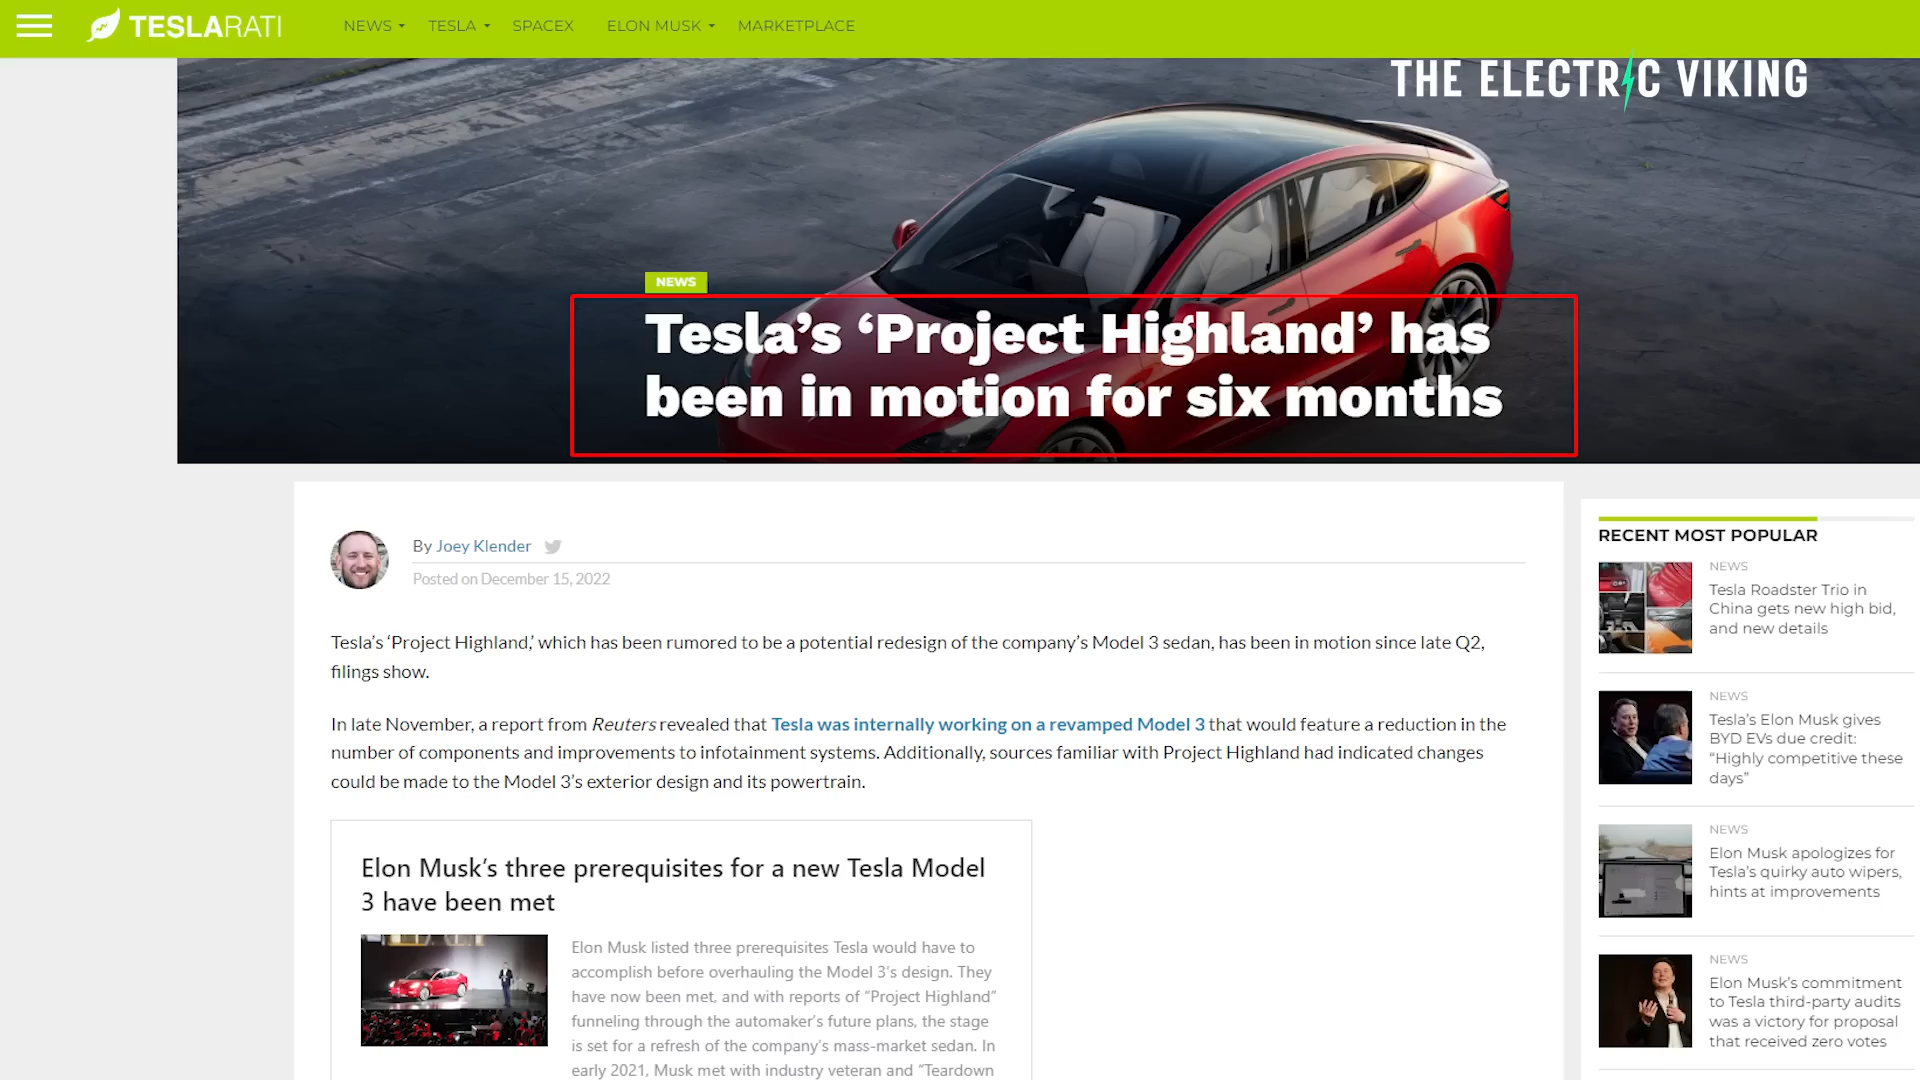 TESLARATI
NEWS
TESLA
SPACEX
ELON MUSK
MARKETPLACE
THE ELECTRIC VIKING
NEWS
Tesla’s ‘Project Highland’ has
been in motion for six months
By Joey Klender
Posted on December 15, 2022
Tesla’s ‘Project Highland,’ which has been rumored to be a potential redesign of the company’s Model 3 sedan, has been in motion since late Q2,
filings show.
In late November, a report from Reuters revealed that Tesla was internally working on a revamped Model 3 that would feature a reduction in the
number of components and improvements to infotainment systems. Additionally, sources familiar with Project Highland had indicated changes
could be made to the Model 3’s exterior design and its powertrain.
Elon Musk’s three prerequisites for a new Tesla Model
3 have been met
Elon Musk listed three prerequisites Tesla would have to
accomplish before overhauling the Model 3’s design. They
have now been met, and with reports of “Project Highland”
funneling through the automaker’s future plans, the stage
is set for a refresh of the company’s mass-market sedan. In
early 2021, Musk met with industry veteran and “Teardown
RECENT MOST POPULAR
NEWS
Tesla Roadster Trio in
China gets new high bid,
and new details
NEWS
Tesla’s Elon Musk gives
BYD EVs due credit:
“Highly competitive these
days”
NEWS
Elon Musk apologizes for
Tesla’s quirky auto wipers,
hints at improvements
NEWS
Elon Musk’s commitment
to Tesla third-party audits
was a victory for proposal
that received zero votes